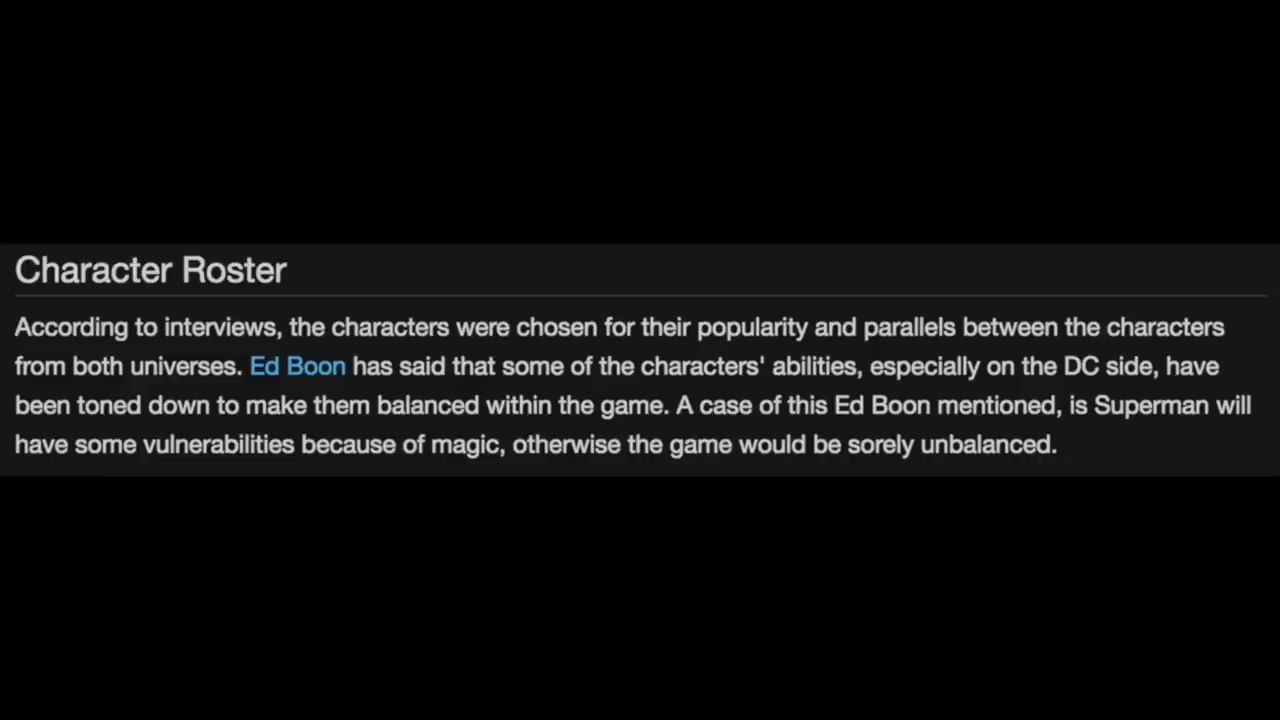 Character Roster
According to interviews, the characters were chosen for their popularity and parallels between the characters
from both universes. Ed Boon has said that some of the characters' abilities, especially on the DC side, have
been toned down to make them balanced within the game. A case of this Ed Boon mentioned, is Superman will
have some vulnerabilities because of magic, otherwise the game would be sorely unbalanced.